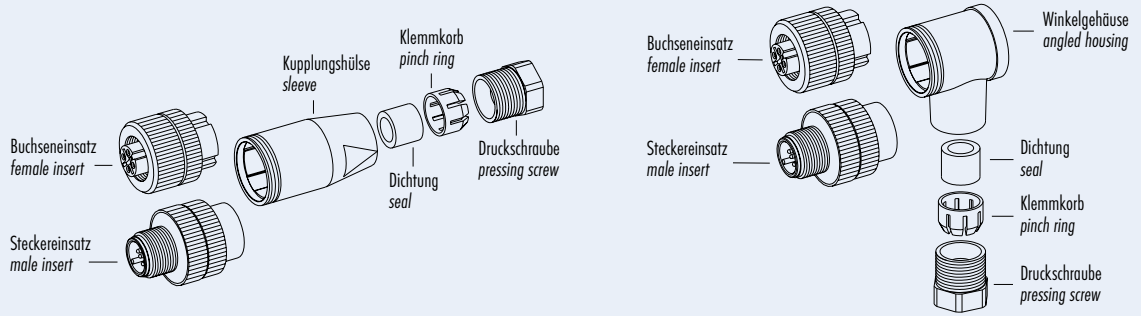 Buchseneinsatz
female insert
Steckereinsatz
male insert
Kupplungshülse
sleeve
Dichtung
seal
Klemmkorb
pinch ring
Druckschraube
pressing screw
Buchseneinsatz
female insert
Steckereinsatz
male insert
Winkelgehäuse
angled housing
Dichtung
seal
Klemmkorb
pinch ring
Druckschraube
pressing screw